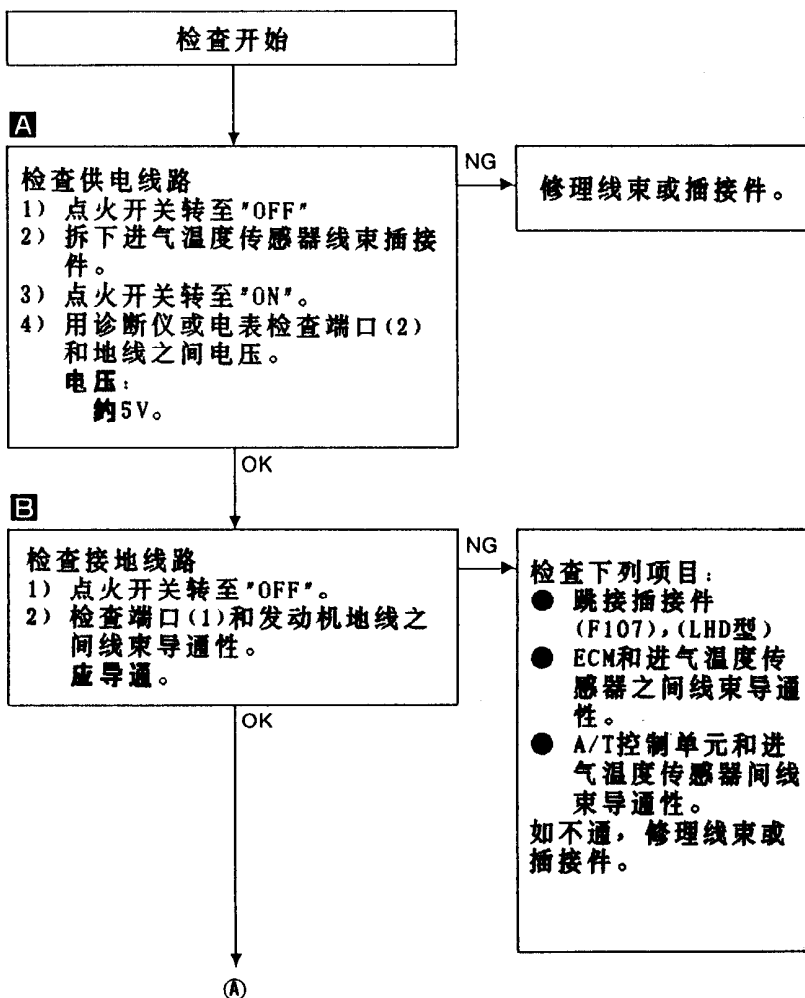 检查开始
A
检查供电线路
1) 点火开关转至"OFF"
2) 拆下进气温度传感器线束插接
件。
3) 点火开关转至"ON"。
4) 用诊断仪或电表检查端口(2)
和地线之间电压。
电压:
约5V。
NG
修理线束或插接件。
OK
B
检查接地线路
1) 点火开关转至"OFF"。
2) 检查端口(1)和发动机地线之
间线束导通性。
应导通。
NG
检查下列项目:
● 跳接插接件
(F107),(LHD型)
● ECM和进气温度传
感器之间线束导通
性。
● A/T控制单元和进
气温度传感器间线
束导通性。
如不通,修理线束或
插接件。
OK
Ⓐ